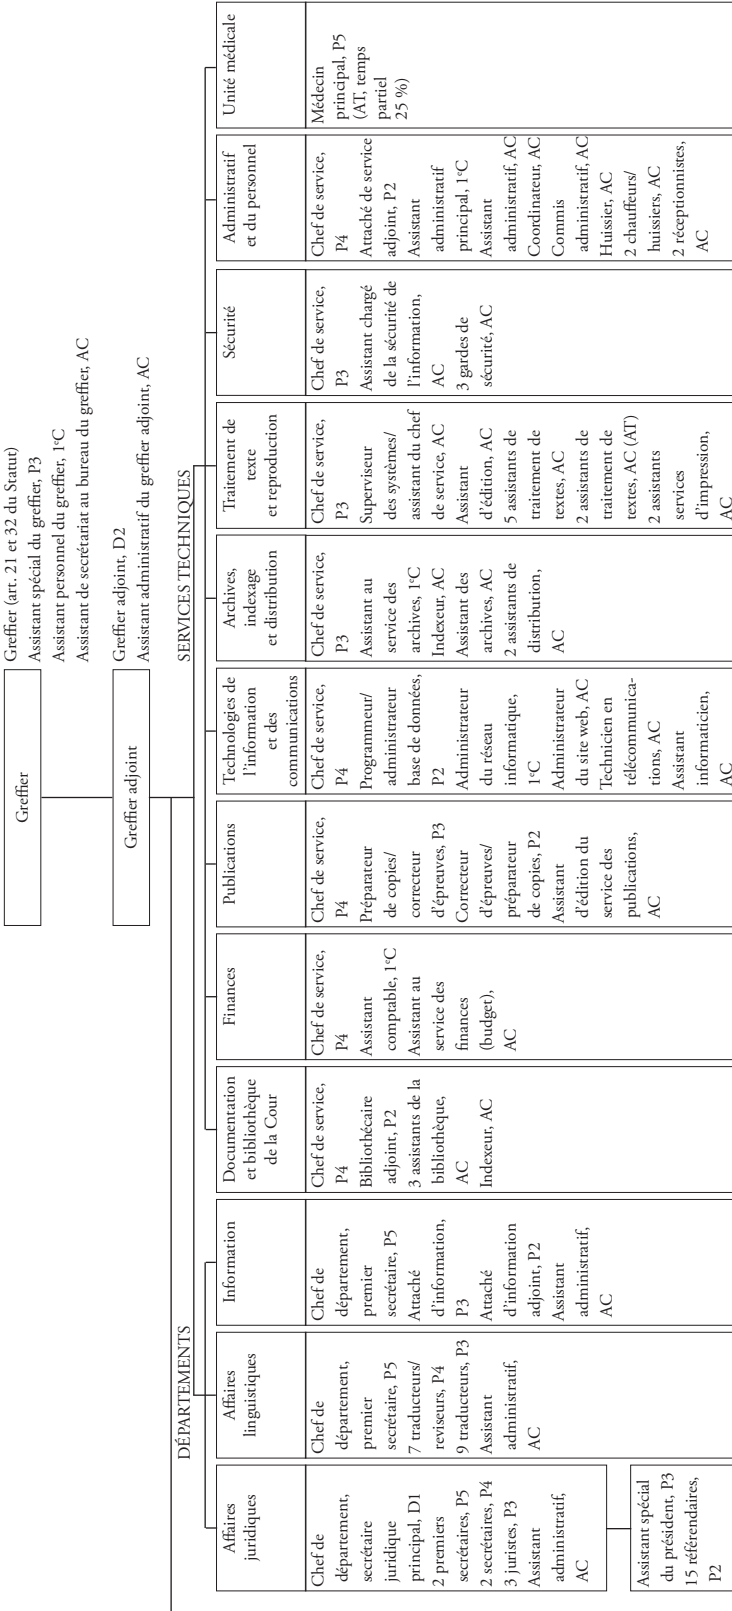 Greffier
Greffier (art. 21 et 32 du Statut)
Assistant spécial du greffier, P3
Assistant personnel du greffier, 1eC
Assistant de secrétariat au bureau du greffier, AC
Greffier adjoint
Greffier adjoint, D2
Assistant administratif du greffier adjoint, AC
DÉPARTEMENTS
SERVICES TECHNIQUES
Affaires
juridiques
Chef de
département,
secrétaire
juridique
principal, D1
2 premiers
secrétaires, P5
2 secrétaires, P4
3 juristes, P3
Assistant
administratif,
AC
Assistant spécial
du président, P3
15 référendaires,
P2
Affaires
linguistiques
Chef de
département,
premier
secrétaire, P5
7 traducteurs/
reviseurs, P4
9 traducteurs, P3
Assistant
administratif,
AC
Information
Chef de
département,
premier
secrétaire, P5
Attaché
d'information,
P3
Attaché
d'information
adjoint, P2
Assistant
administratif,
AC
Documentation
et bibliothèque
de la Cour
Chef de service,
P4
Bibliothécaire
adjoint, P2
3 assistants de la
bibliothèque,
AC
Indexeur, AC
Finances
Chef de service,
P4
Assistant
comptable, 1eC
Assistant au
service des
finances
(budget),
AC
Publications
Chef de service,
P4
Préparateur
de copies/
correcteur
d'épreuves, P3
Correcteur
d'épreuves/
préparateur
de copies, P2
Assistant
d'édition du
service des
publications,
AC
Technologies de
l'information
et des
communications
Chef de service,
P4
Programmeur/
administrateur
base de données,
P2
Administrateur
du réseau
informatique,
1eC
Administrateur
du site web, AC
Technicien en
télécommunica-
tions, AC
Assistant
informaticien,
AC
Archives,
indexage
et distribution
Chef de service,
P3
Assistant au
service des
archives, 1eC
Indexeur, AC
Assistant des
archives, AC
2 assistants de
distribution,
AC
Traitement de
texte
et reproduction
Chef de service,
P3
Superviseur
des systèmes/
assistant du chef
de service, AC
Assistant
d'édition, AC
5 assistants de
traitement de
textes, AC
2 assistants de
traitement de
textes, AC (AT)
2 assistants
services
d'impression,
AC
Sécurité
Chef de service,
P3
Assistant chargé
de la sécurité de
l'information,
AC
3 gardes de
sécurité, AC
Administratif
et du personnel
Chef de service,
P4
Attaché de service
adjoint, P2
Assistant
administratif
principal, 1eC
Assistant
administratif, AC
Coordinateur, AC
Commis
administratif, AC
Huissier, AC
2 chauffeurs/
huissiers, AC
2 réceptionnistes,
AC
Unité médicale
Médecin
principal, P5
(AT, temps
partiel
25 %)